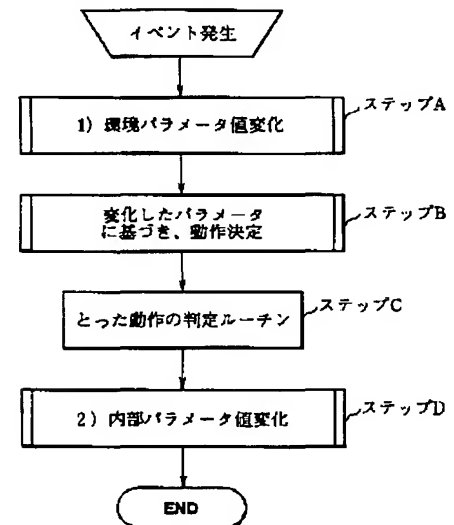 イベント発生
ステップA
1) 環境パラメータ値変化
ステップB
変化したパラメータ
に基づき、動作決定
ステップC
とった動作の判定ルーチン
ステップD
2) 内部パラメータ値変化
END